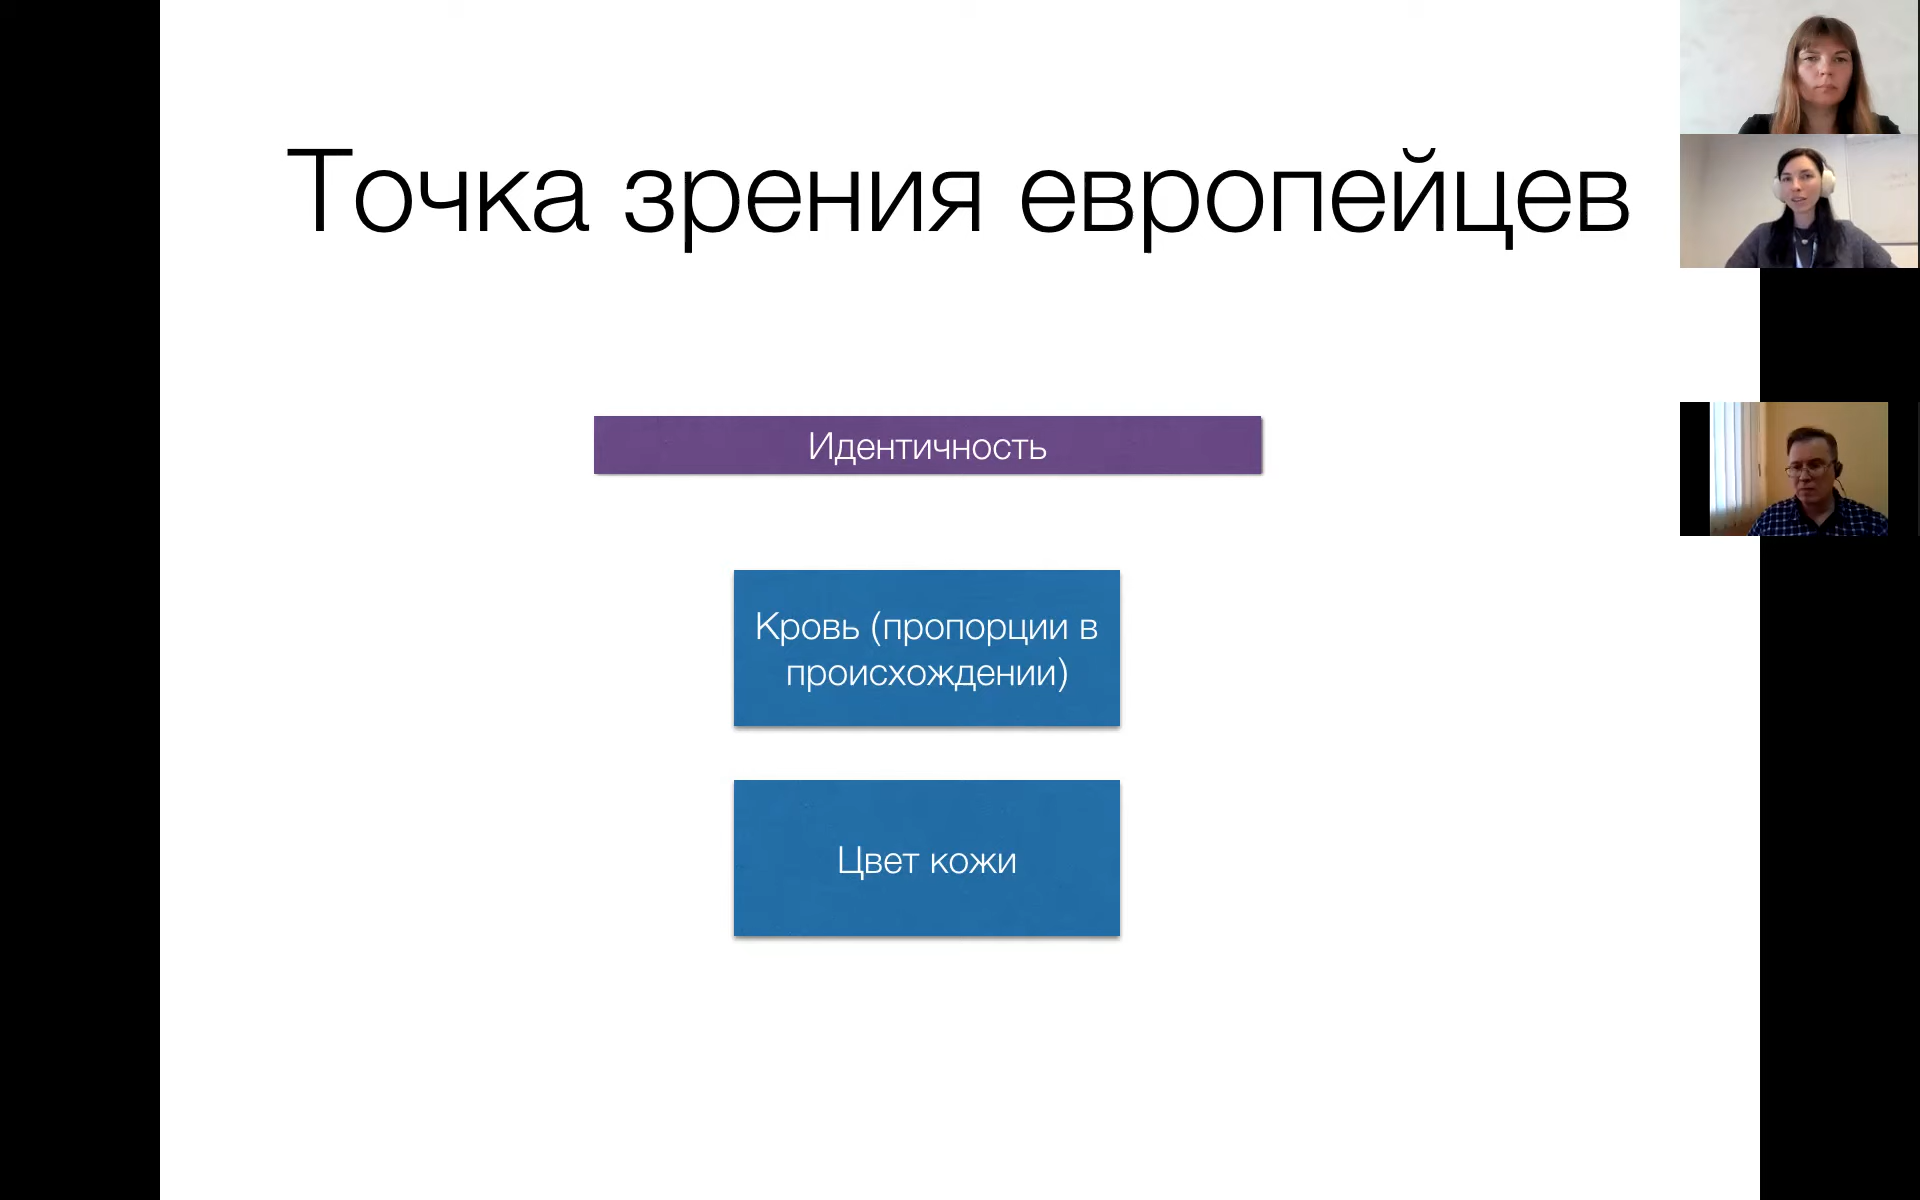 Точка зрения европейцев
Идентичность
Кровь (пропорции в
происхождении)
Цвет кожи